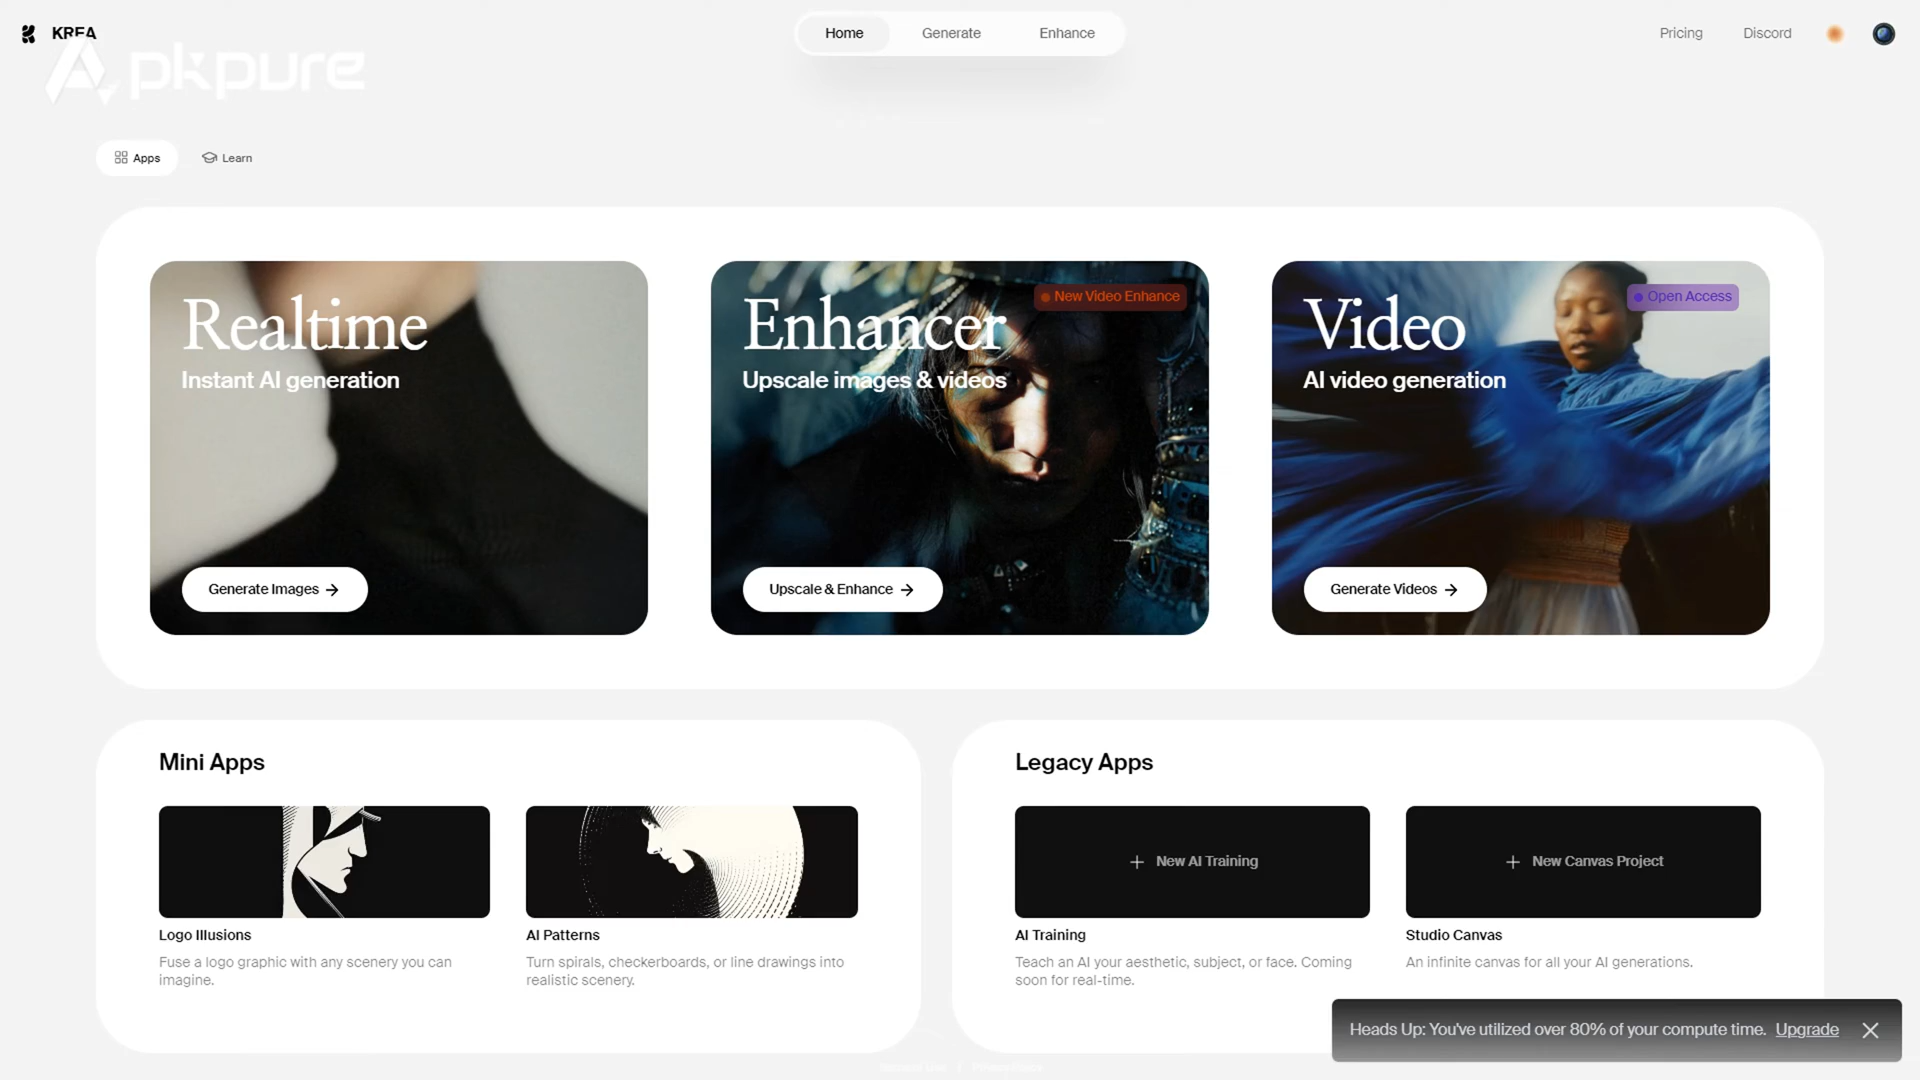 KREA
Home
Generate
Enhance
Pricing
Discord
Apkpure
Apps
Learn
Realtime
Instant AI generation
Generate Images →
Enhancer
New Video Enhance
Upscale images & videos
Upscale & Enhance →
Video
Open Access
AI video generation
Generate Videos →
Mini Apps
Logo Illusions
Fuse a logo graphic with any scenery you can
imagine.
AI Patterns
Turn spirals, checkerboards, or line drawings into
realistic scenery.
Legacy Apps
+ New AI Training
AI Training
Teach an AI your aesthetic, subject, or face. Coming
soon for real-time.
+ New Canvas Project
Studio Canvas
An infinite canvas for all your AI generations.
Heads Up: You've utilized over 80% of your compute time. Upgrade